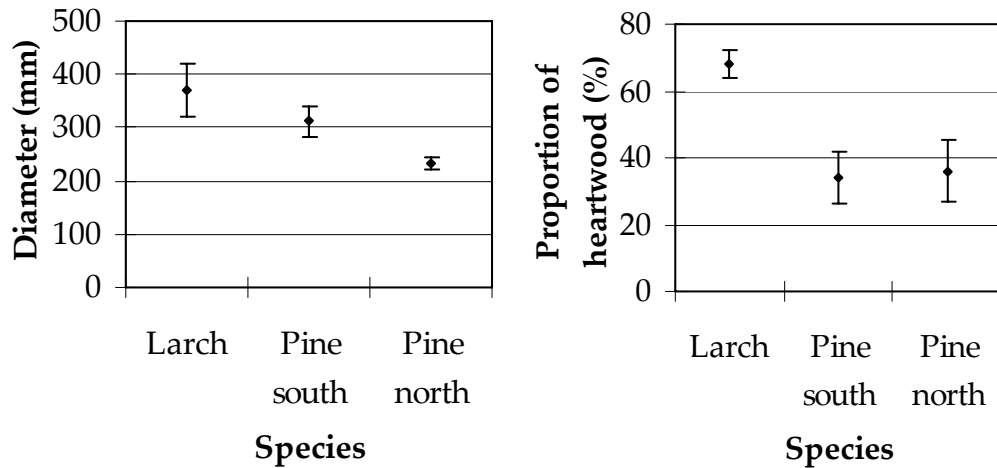 Diameter (mm)
500
400
300
200
100
0
Larch
Pine
south
Pine
north
Species
Proportion of
heartwood (%)
80
60
40
20
0
Larch
Pine
south
Pine
north
Species